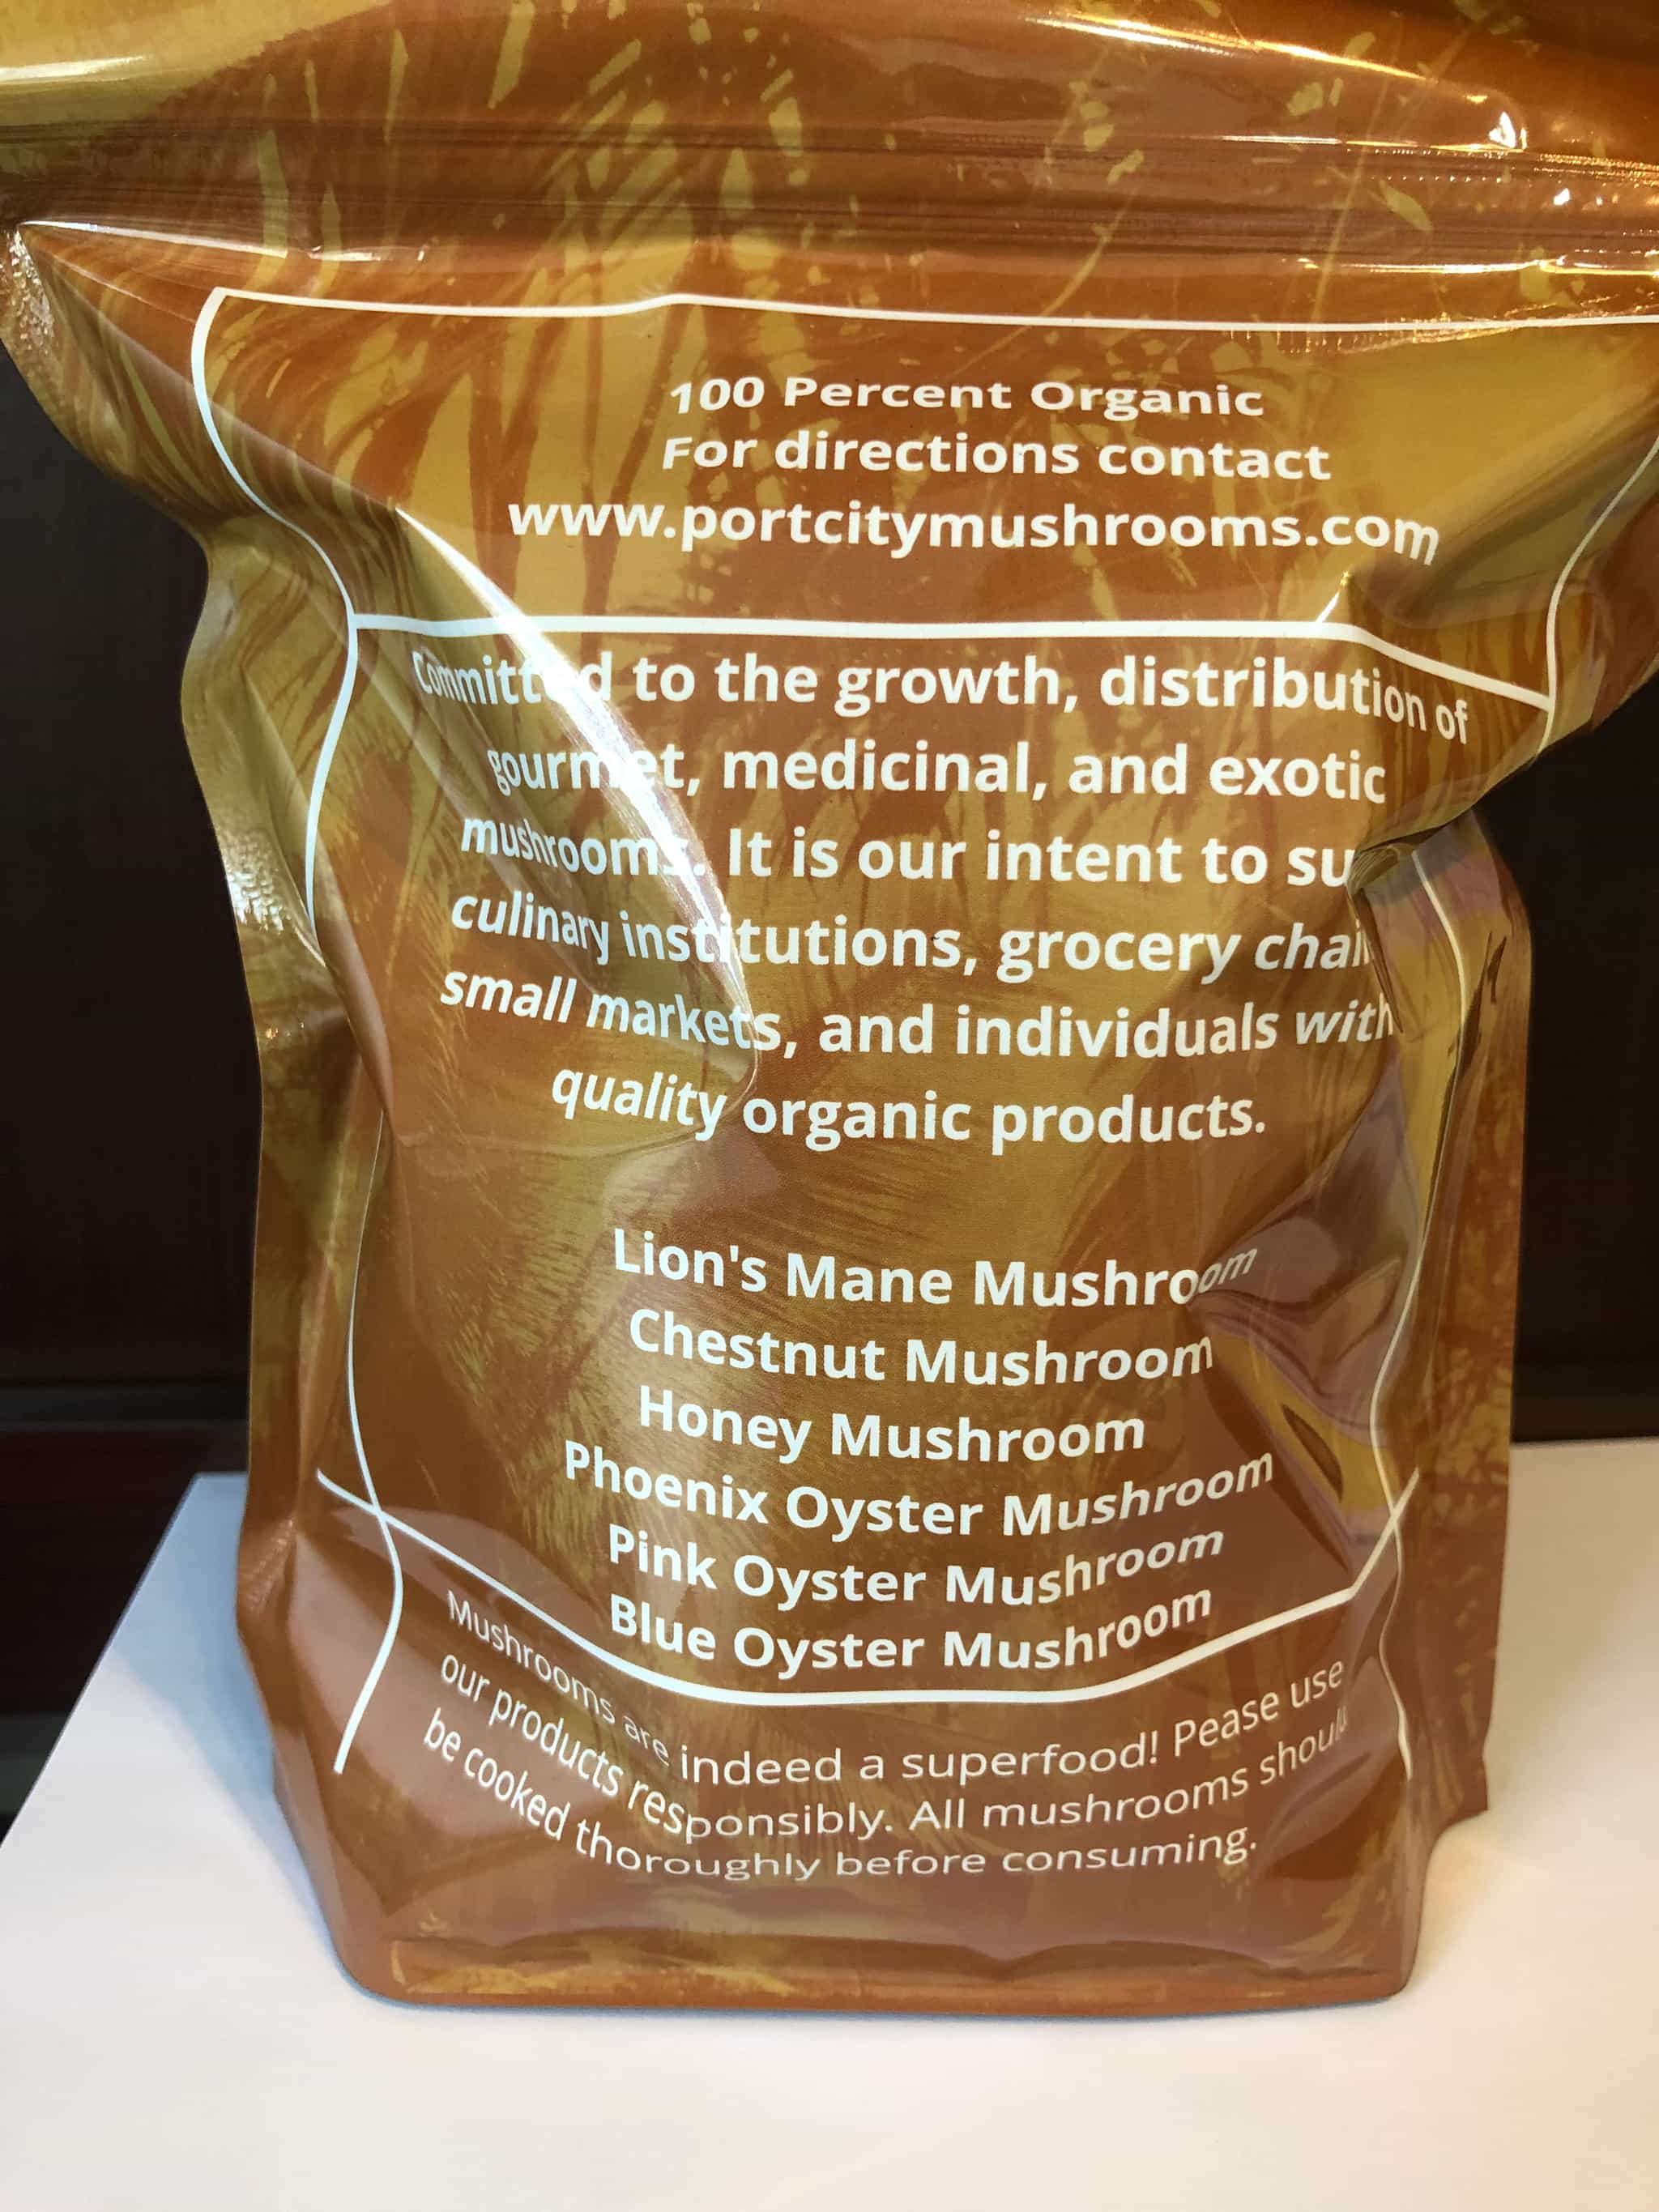 100 Percent Organic
For directions contact
www.portcitymushrooms.com
Committed to the growth, distribution of
gourmet, medicinal, and exotic
mushrooms. It is our intent to
culinary institutions, grocery
small markets, and individuals with
quality organic products.
Lion's Mane Mushroom
Chestnut Mushroom
Honey Mushroom
Phoenix Oyster Mushroom
Pink Oyster Mushroom
Blue Oyster Mushroom
Mushrooms are indeed a superfood! Pease use
our products responsibly. All mushrooms should
be cooked thoroughly before consuming.